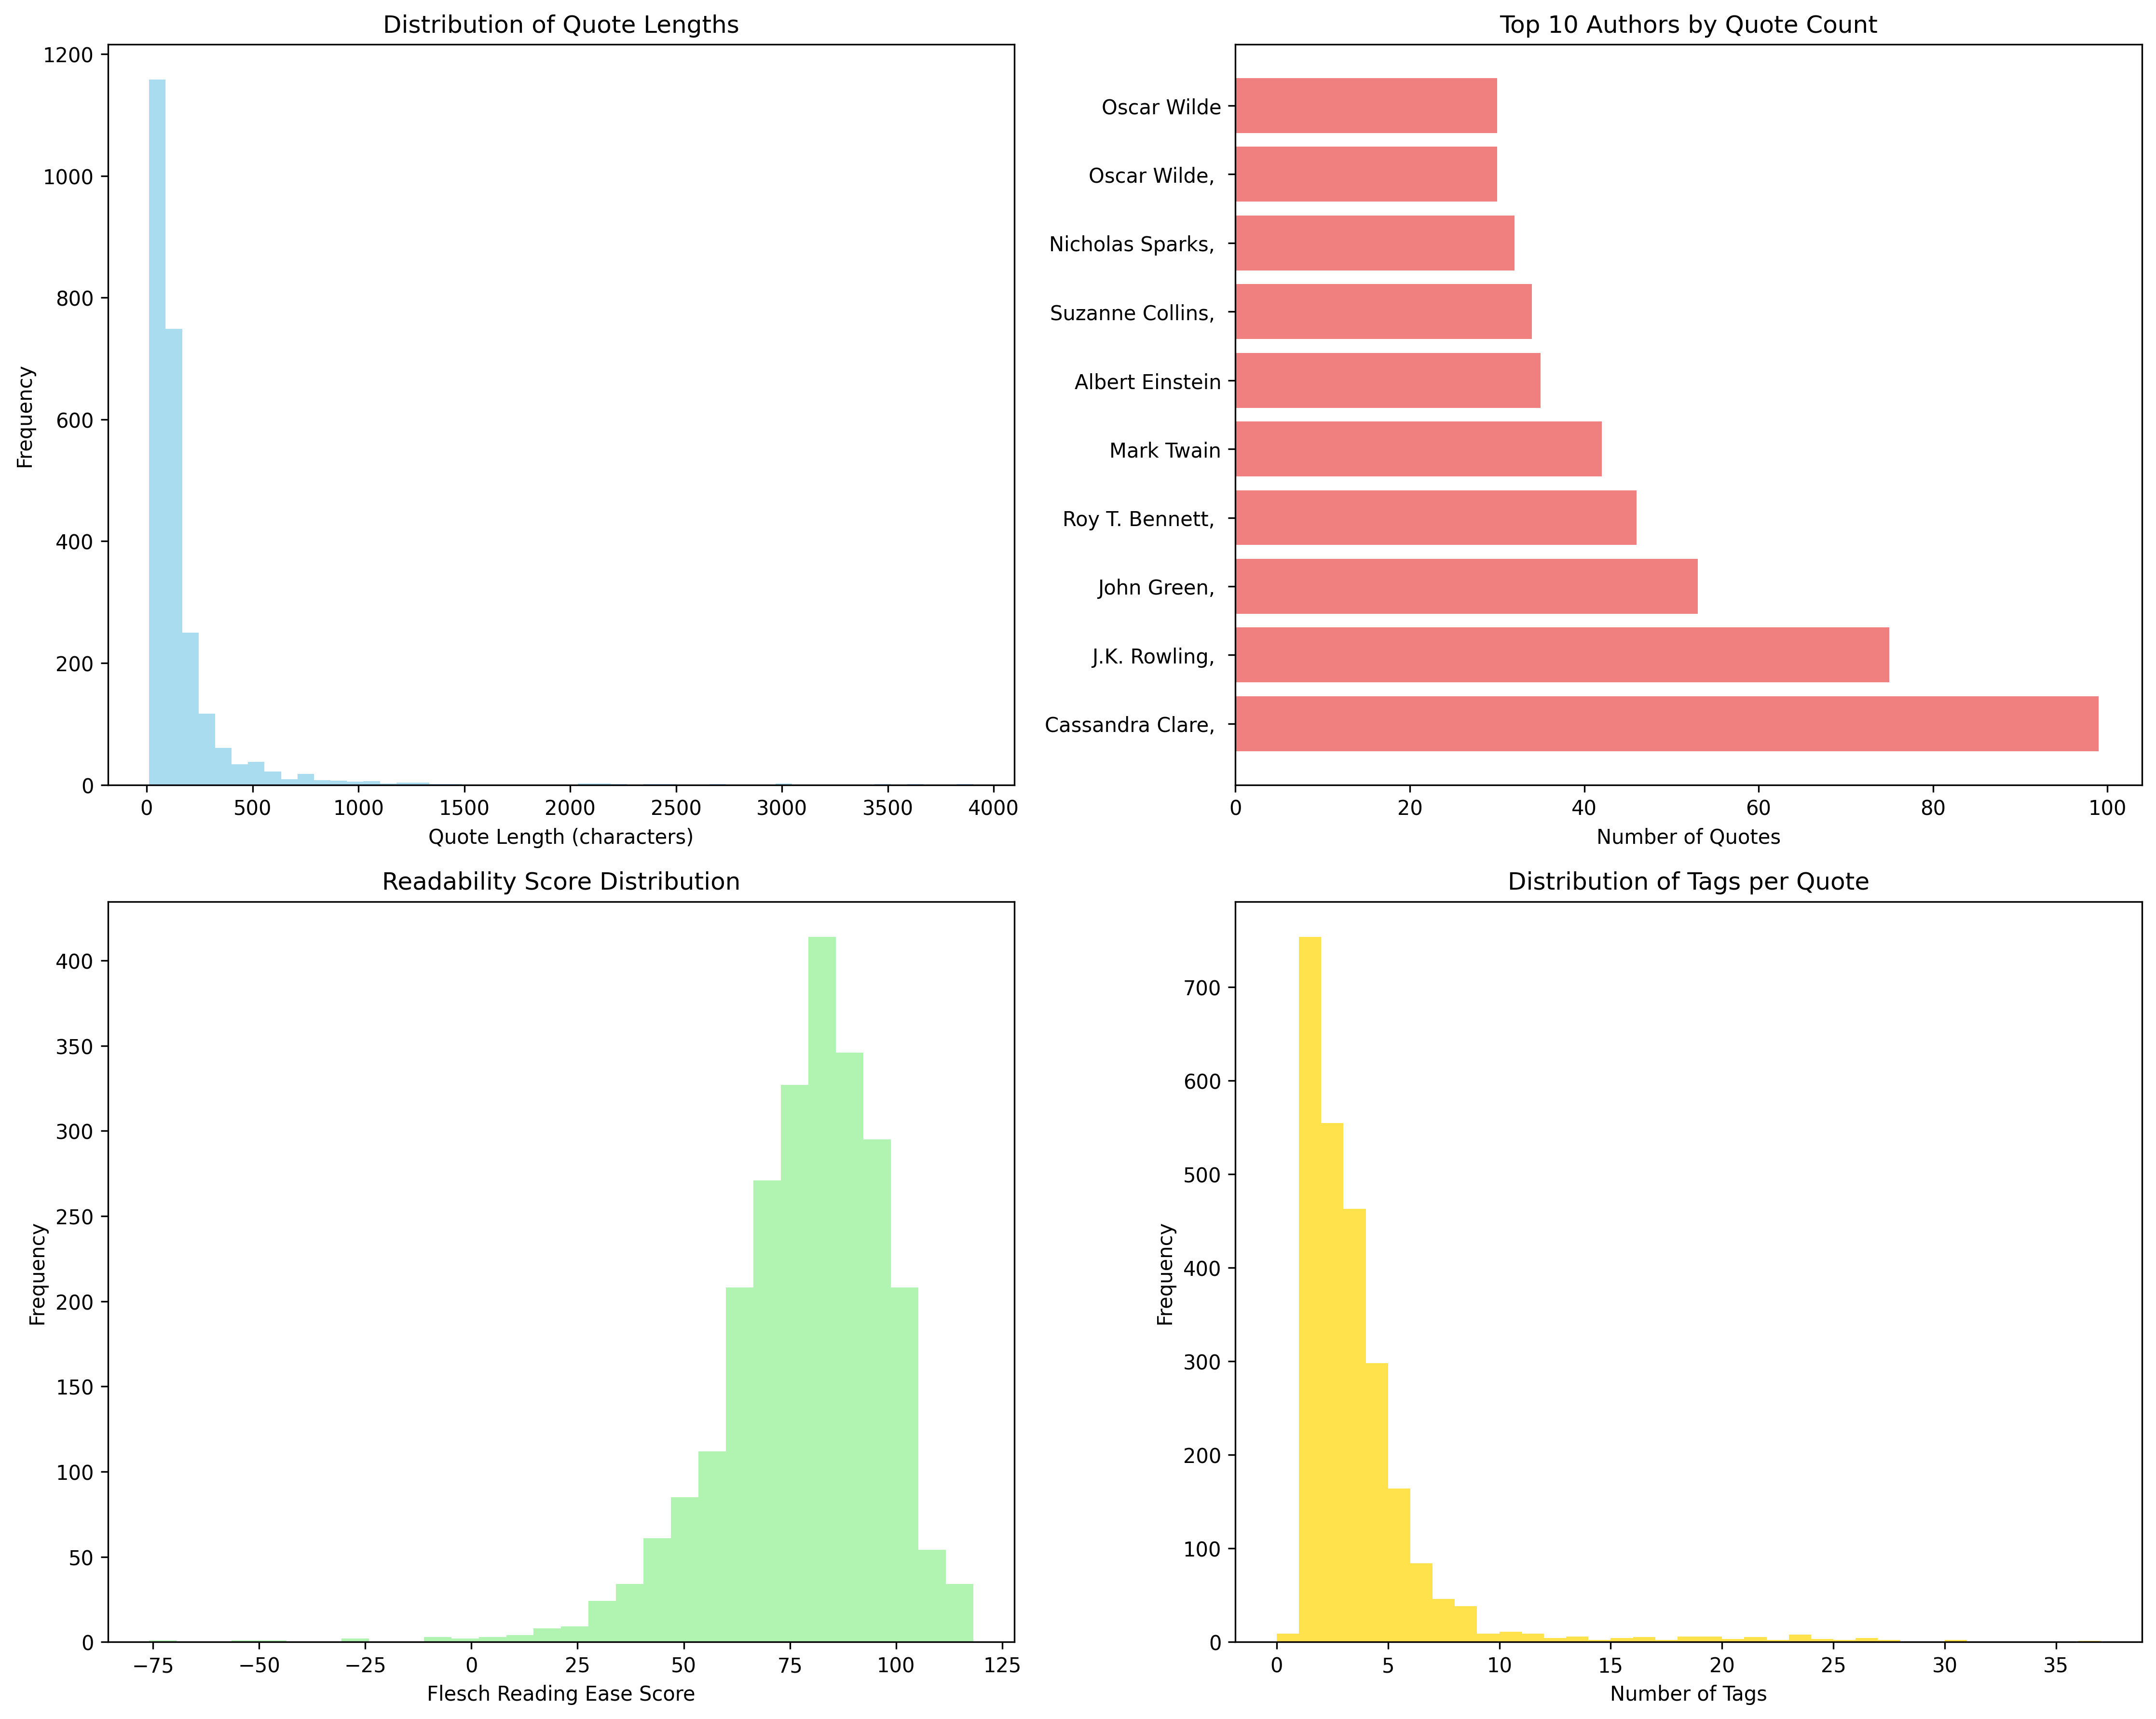 Distribution of Quote Lengths
1200
1000
800
600
400
200
0
Frequency
0 500 1000 1500 2000 2500 3000 3500 4000
Quote Length (characters)
Top 10 Authors by Quote Count
Oscar Wilde
Oscar Wilde,
Nicholas Sparks,
Suzanne Collins,
Albert Einstein
Mark Twain
Roy T. Bennett,
John Green,
J.K. Rowling,
Cassandra Clare,
0 20 40 60 80 100
Number of Quotes
Readability Score Distribution
400
350
300
250
200
150
100
50
0
Frequency
−75 −50 −25 0 25 50 75 100 125
Flesch Reading Ease Score
Distribution of Tags per Quote
700
600
500
400
300
200
100
0
Frequency
0 5 10 15 20 25 30 35
Number of Tags